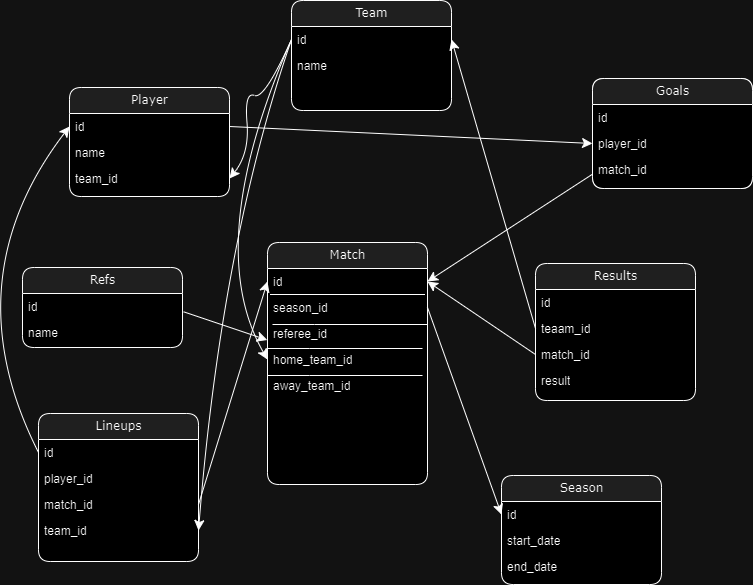 Team
id
name
Player
id
name
team_id
Goals
id
player_id
match_id
Refs
id
name
Match
id
season_id
referee_id
home_team_id
away_team_id
Results
id
teaam_id
match_id
result
Lineups
id
player_id
match_id
team_id
Season
id
start_date
end_date